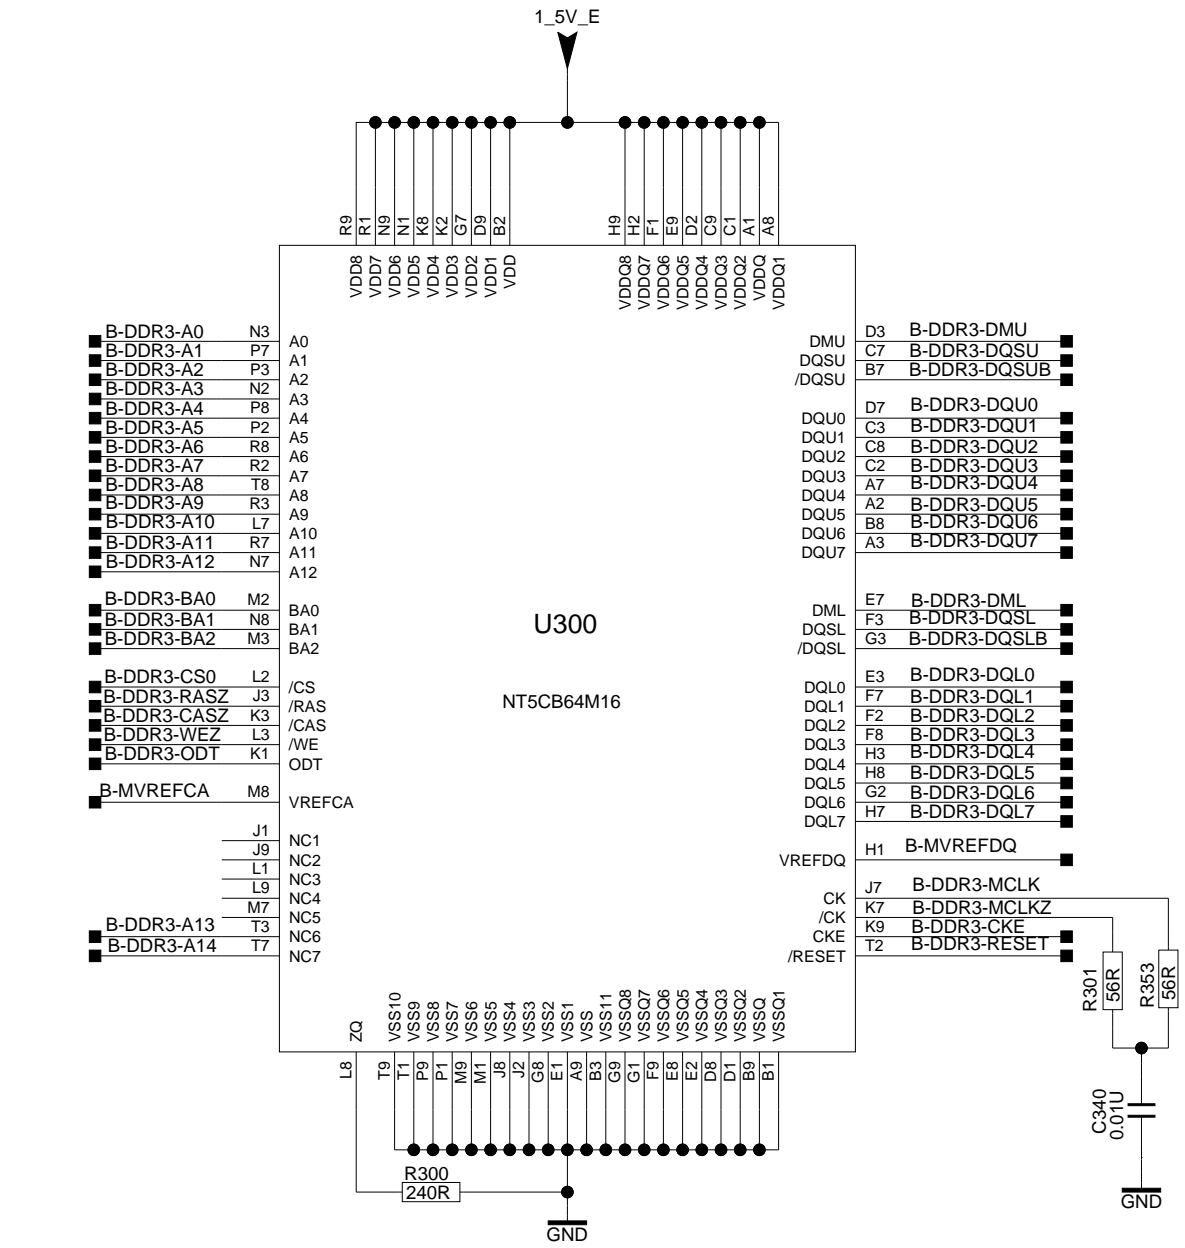 1_5V_E
R9 R1 N9 N1 K8 K2 G7 D9 B2 H9 H2 F1 E9 D2 C9 C1 A1 A8
VDD8 VDD7 VDD6 VDD5 VDD4 VDD3 VDD2 VDD1 VDD VDDQ8 VDDQ7 VDDQ6 VDDQ5 VDDQ4 VDDQ3 VDDQ2 VDDQ VDDQ1
B-DDR3-A0 N3 A0
B-DDR3-A1 P7 A1
B-DDR3-A2 P3 A2
B-DDR3-A3 N2 A3
B-DDR3-A4 P8 A4
B-DDR3-A5 P2 A5
B-DDR3-A6 R8 A6
B-DDR3-A7 R2 A7
B-DDR3-A8 T8 A8
B-DDR3-A9 R3 A9
B-DDR3-A10 L7 A10
B-DDR3-A11 R7 A11
B-DDR3-A12 N7 A12
B-DDR3-BA0 M2 BA0
B-DDR3-BA1 N8 BA1
B-DDR3-BA2 M3 BA2
B-DDR3-CS0 L2 /CS
B-DDR3-RASZ J3 /RAS
B-DDR3-CASZ K3 /CAS
B-DDR3-WEZ L3 /WE
B-DDR3-ODT K1 ODT
B-MVREFCA M8 VREFCA
J1 NC1
J9 NC2
L1 NC3
L9 NC4
M7 NC5
B-DDR3-A13 T3 NC6
B-DDR3-A14 T7 NC7
U300
NT5CB64M16
DMU D3 B-DDR3-DMU
DQSU C7 B-DDR3-DQSU
/DQSU B7 B-DDR3-DQSUB
DQU0 D7 B-DDR3-DQU0
DQU1 C3 B-DDR3-DQU1
DQU2 C8 B-DDR3-DQU2
DQU3 C2 B-DDR3-DQU3
DQU4 A7 B-DDR3-DQU4
DQU5 A2 B-DDR3-DQU5
DQU6 B8 B-DDR3-DQU6
DQU7 A3 B-DDR3-DQU7
DML E7 B-DDR3-DML
DQSL F3 B-DDR3-DQSL
/DQSL G3 B-DDR3-DQSLB
DQL0 E3 B-DDR3-DQL0
DQL1 F7 B-DDR3-DQL1
DQL2 F2 B-DDR3-DQL2
DQL3 F8 B-DDR3-DQL3
DQL4 H3 B-DDR3-DQL4
DQL5 H8 B-DDR3-DQL5
DQL6 G2 B-DDR3-DQL6
DQL7 H7 B-DDR3-DQL7
VREFDQ H1 B-MVREFDQ
CK J7 B-DDR3-MCLK
/CK K7 B-DDR3-MCLKZ
CKE K9 B-DDR3-CKE
/RESET T2 B-DDR3-RESET
R301 56R
R353 56R
C340
0.01U
GND
ZQ VSS10 VSS9 VSS8 VSS7 VSS6 VSS5 VSS4 VSS3 VSS2 VSS1 VSS VSS11 VSSQ8 VSSQ7 VSSQ6 VSSQ5 VSSQ4 VSSQ3 VSSQ2 VSSQ VSSQ1
L8 T9 T1 P9 P1 M9 M1 J8 J2 G8 E1 A9 B3 G9 G1 F9 E8 E2 D8 D1 B9 B1
R300
240R
GND